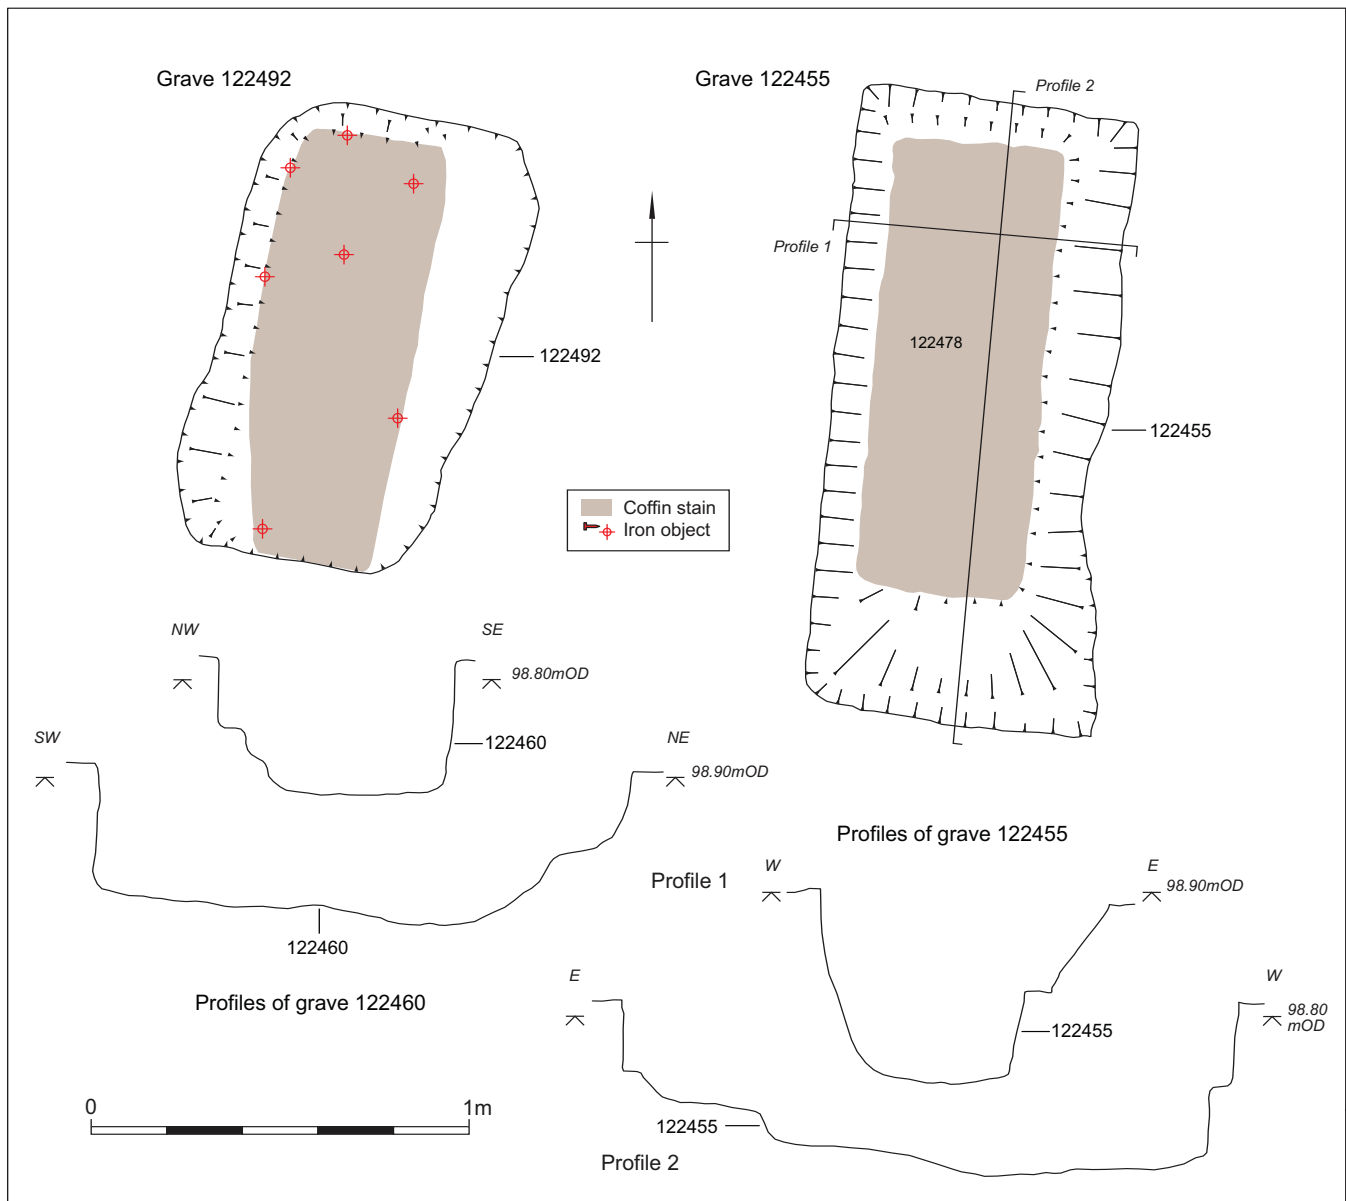 Grave 122492
Grave 122455
Profile 2
Profile 1
122478
122492
122455
Coffin stain
Iron object
NW
SE
98.80mOD
122460
SW
NE
98.90mOD
122460
Profiles of grave 122460
Profiles of grave 122455
Profile 1
W
E
98.90mOD
122455
E
W
98.80
mOD
122455
Profile 2
0
1m